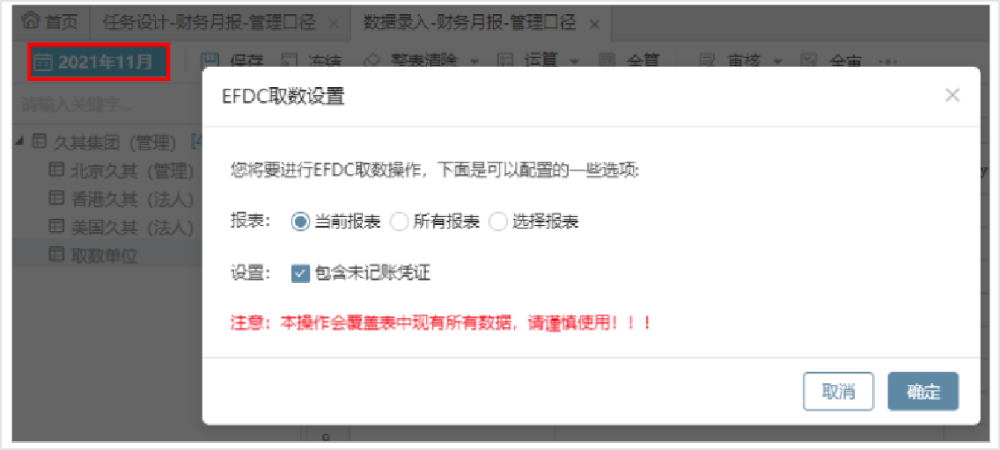 首页 任务设计-财务月报-管理口径 × 数据录入-财务月报-管理口径 ×
2021年11月 保存 冻结 整表清除 运算 全算 审核 全审 ...
请输入关键字...
久其集团（管理） [4
北京久其（管理）
香港久其（法人）
美国久其（法人）
取数单位
EFDC取数设置
您将要进行EFDC取数操作，下面是可以配置的一些选项:
报表： 当前报表 所有报表 选择报表
设置： 包含未记账凭证
注意：本操作会覆盖表中现有所有数据，请谨慎使用！！！
取消 确定
9